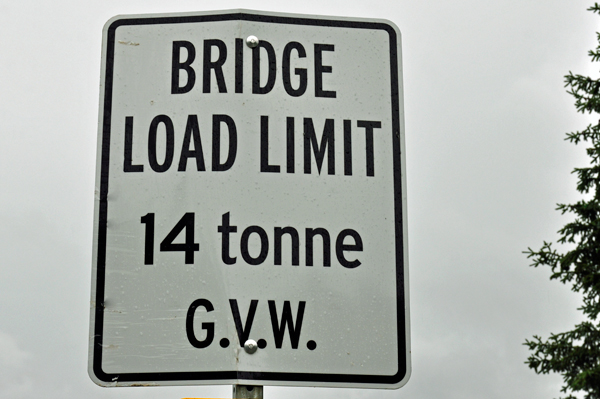 BRIDGE
LOAD LIMIT
14 tonne
G.V.W.